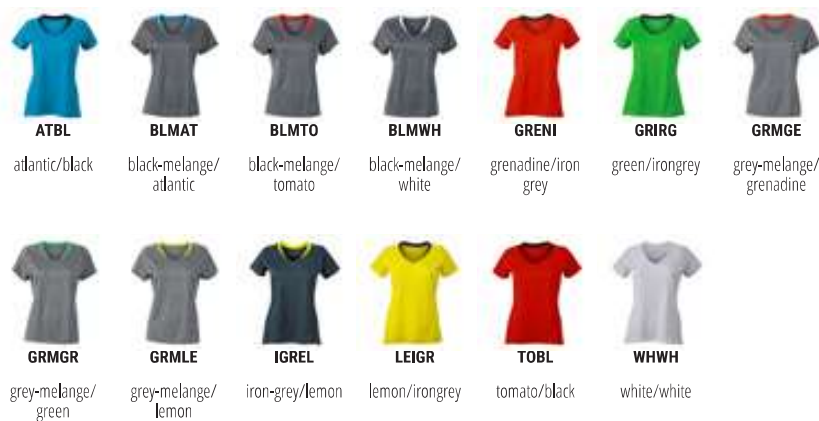 ATBL
BLMAT
BLMTO
BLMWH
GRENI
GRIRG
GRMGE
atlantic/black
black-melange/
atlantic
black-melange/
tomato
black-melange/
white
grenadine/iron
grey
green/irongrey
grey-melange/
grenadine
GRMGR
GRMLE
IGREL
LEIGR
TOBL
WHWH
grey-melange/
green
grey-melange/
lemon
iron-grey/lemon
lemon/irongrey
tomato/black
white/white